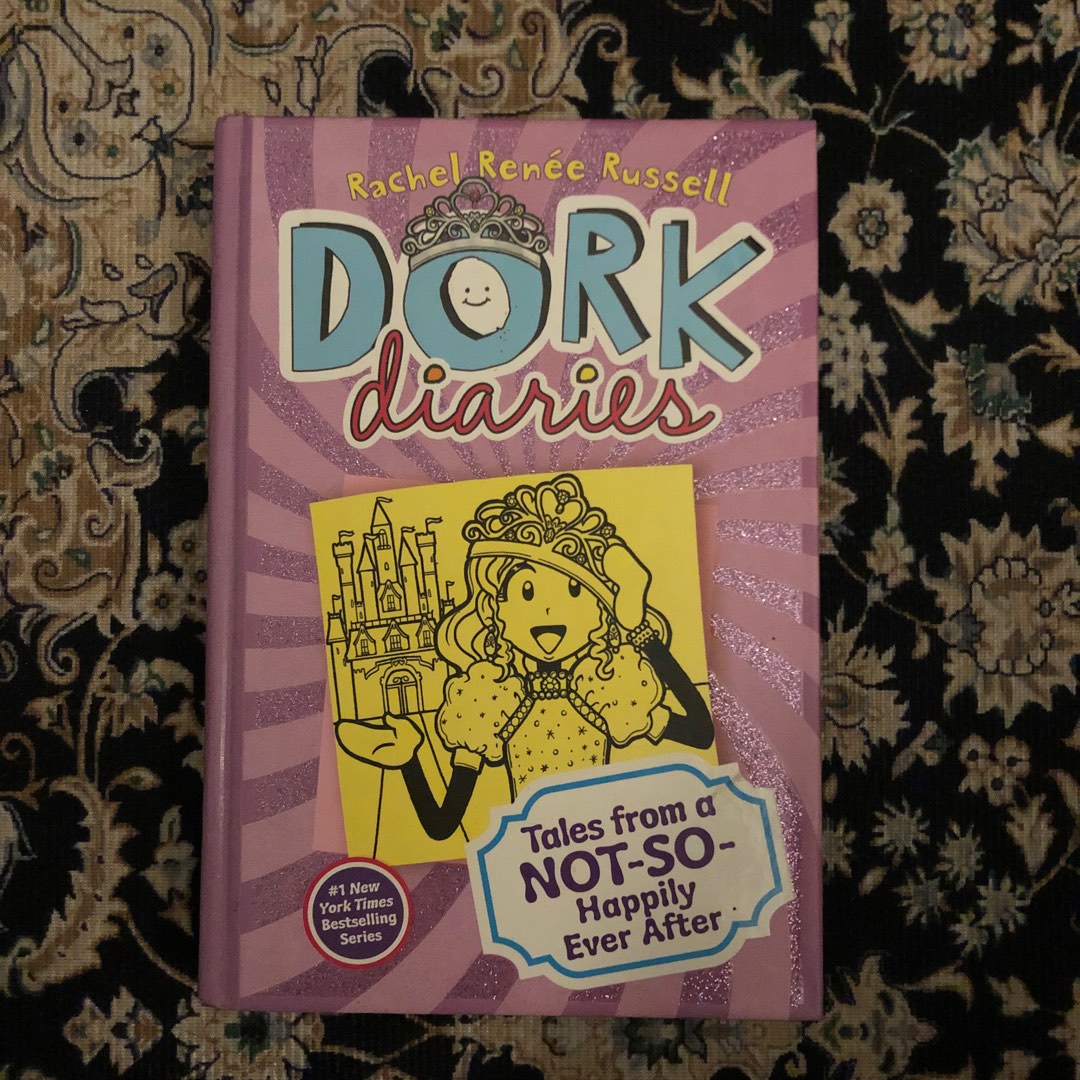 Rachel Renée Russell
DORK
diaries
Tales from a
NOT-SO-
Happily
Ever After
#1 New
York Times
Bestselling
Series